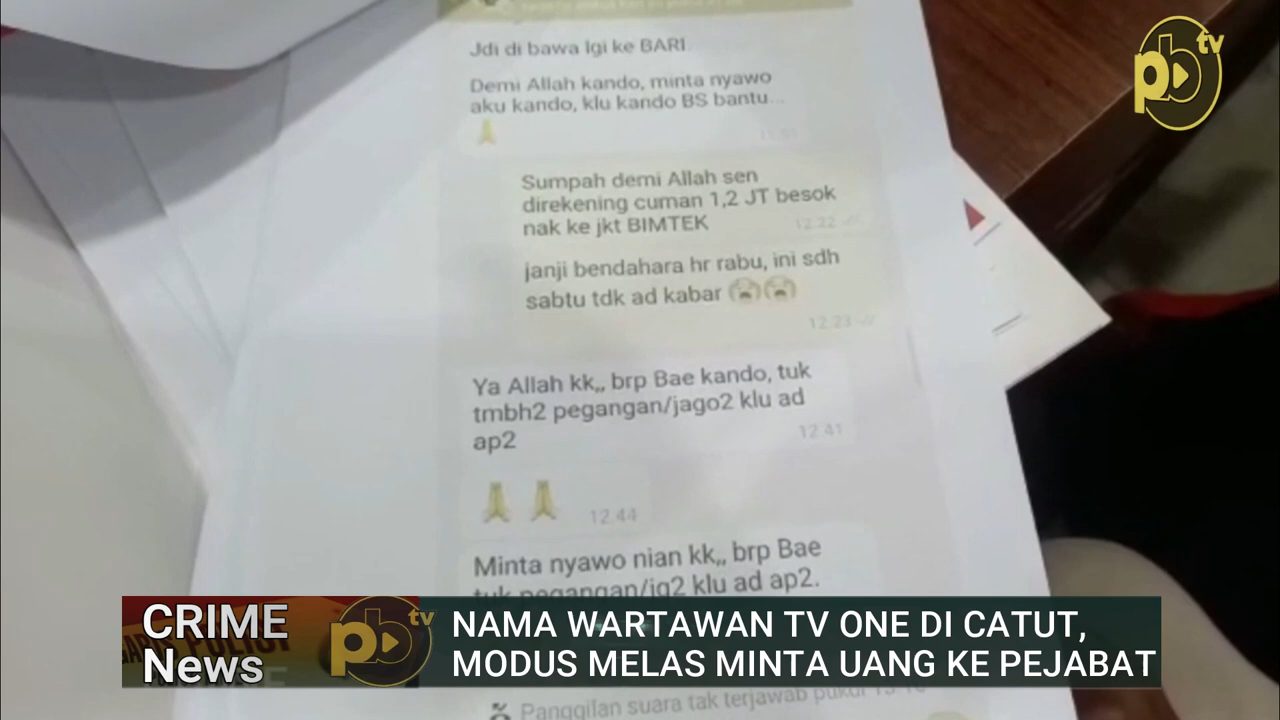 pb tv
Jdi di bawa lgi ke BARI
Demi Allah kando, minta nyawo
aku kando, klu kando BS bantu...
🙏
Sumpah demi Allah sen
direkening cuman 1,2 JT besok
nak ke jkt BIMTEK
12.22
janji bendahara hr rabu, ini sdh
sabtu tdk ad kabar 😭😭
12.23
Ya Allah kk,, brp Bae kando, tuk
tmbh2 pegangan/jago2 klu ad
ap2
12.41
🙏 🙏 12.44
Minta nyawo nian kk,, brp Bae
tuk pegangan/jg2 klu ad ap2.
CRIME
News
pb tv
NAMA WARTAWAN TV ONE DI CATUT,
MODUS MELAS MINTA UANG KE PEJABAT
Panggilan suara tak terjawab pukul